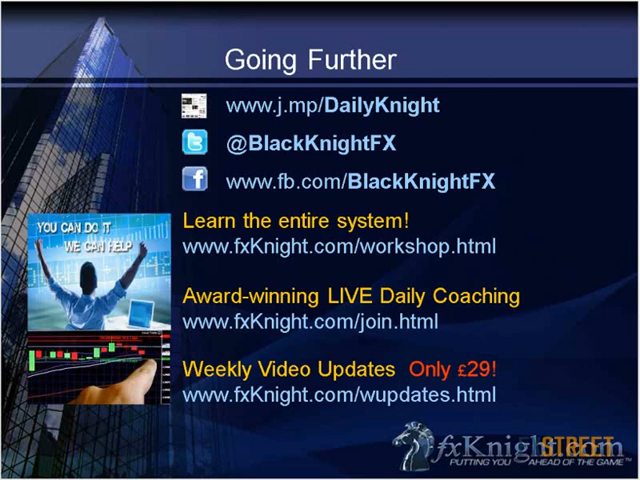 Going Further
www.j.mp/DailyKnight
@BlackKnightFX
www.fb.com/BlackKnightFX
YOU CAN DO IT
WE CAN HELP
Learn the entire system!
www.fxKnight.com/workshop.html
Award-winning LIVE Daily Coaching
www.fxKnight.com/join.html
Weekly Video Updates Only £29!
www.fxKnight.com/wupdates.html
fxKnight.com
STREET
PUTTING YOU AHEAD OF THE GAME™